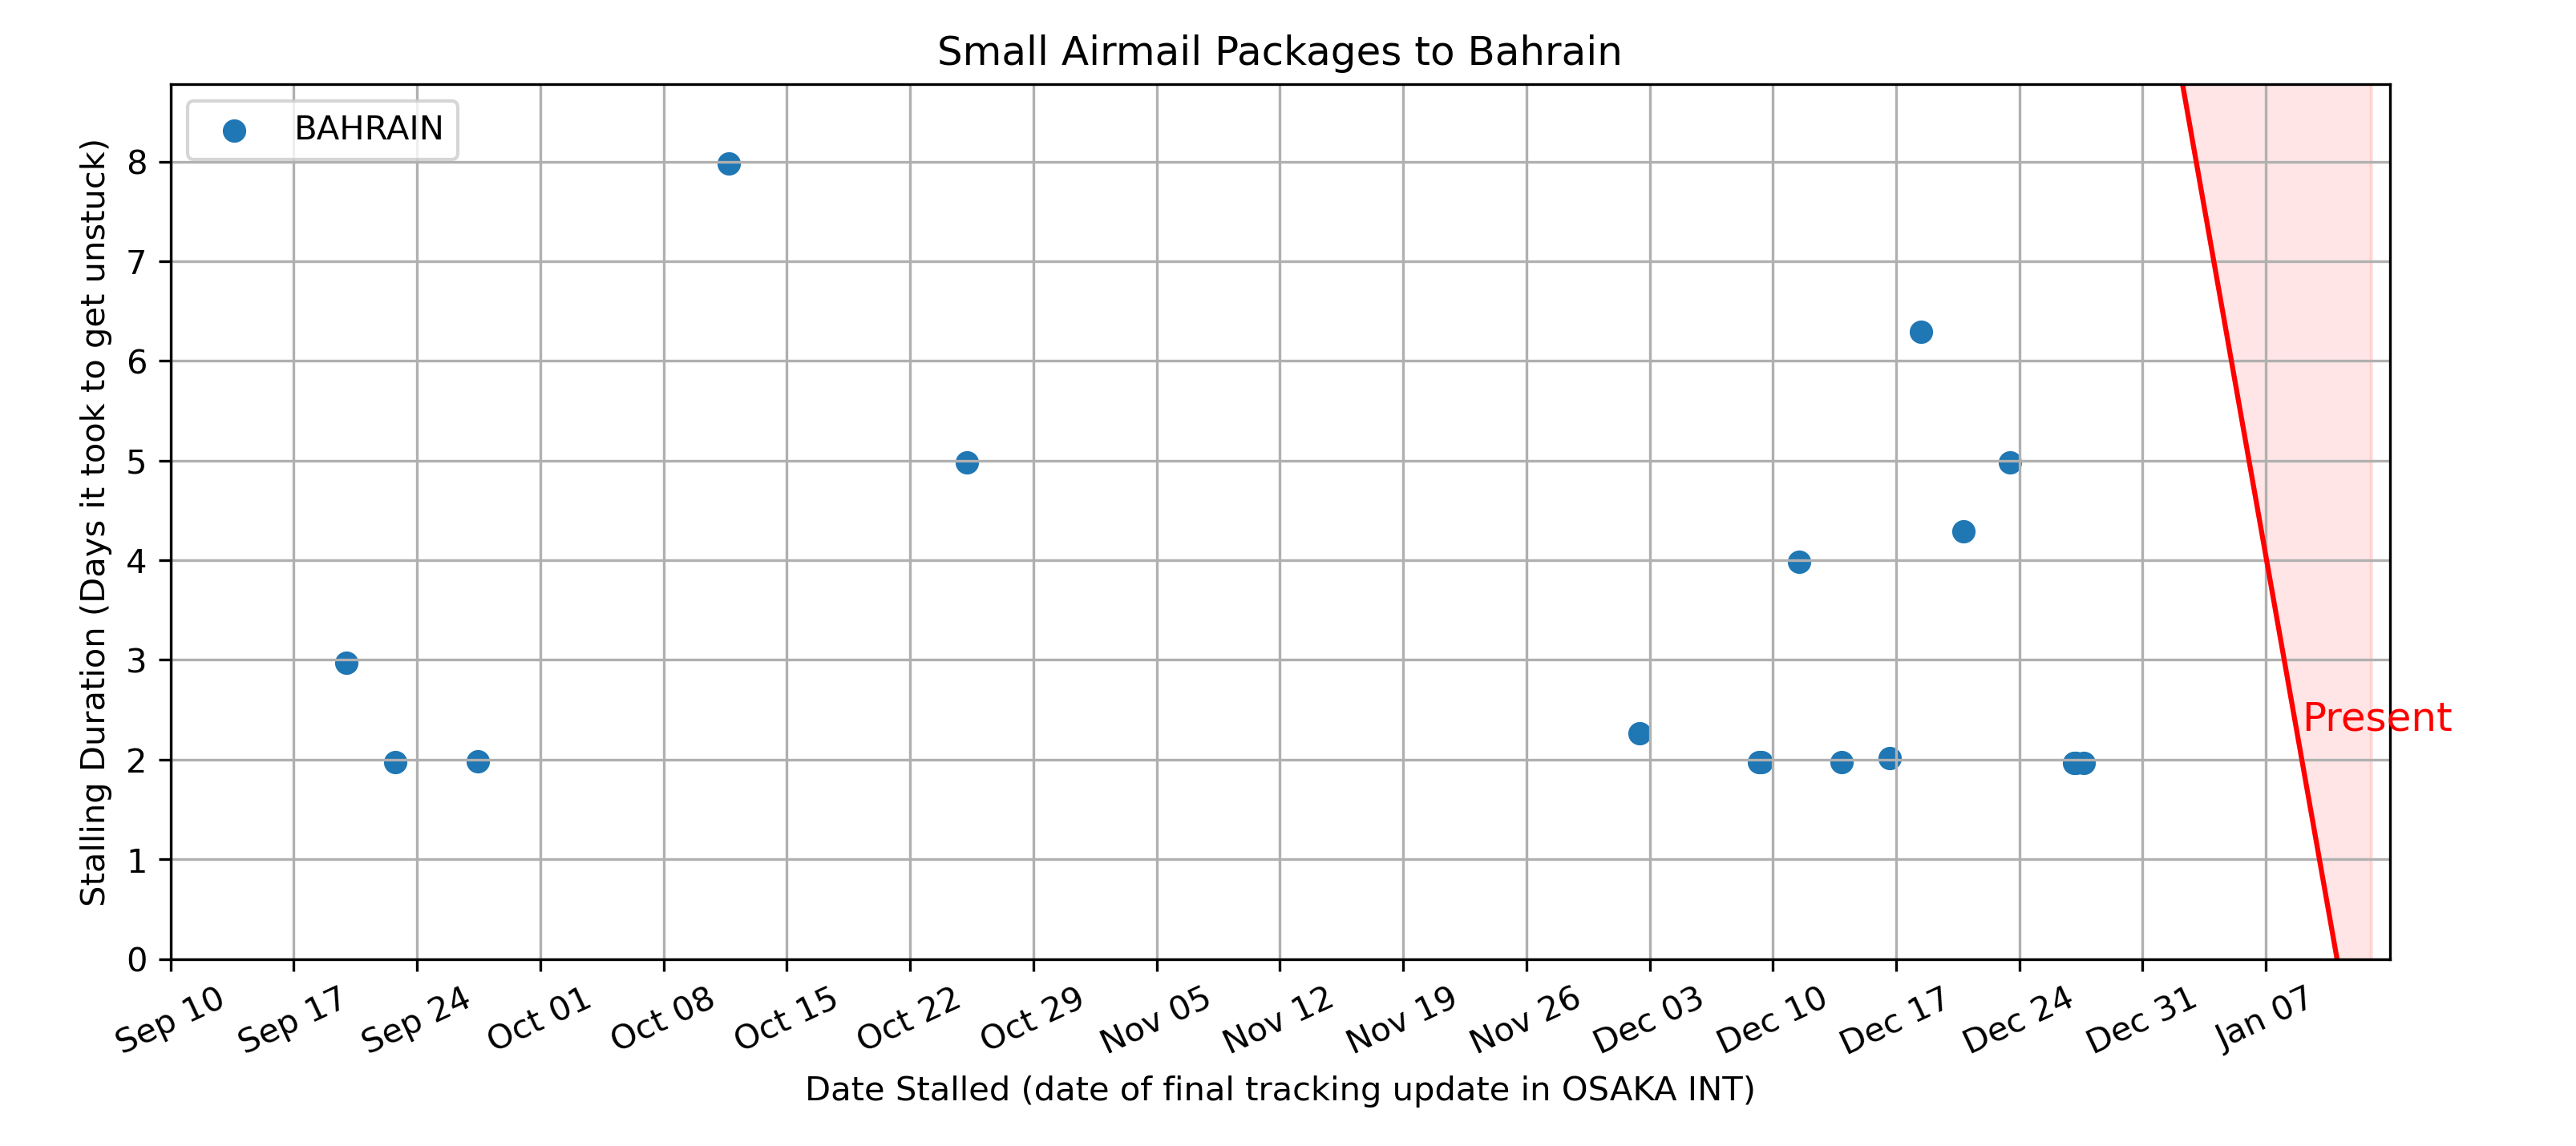 Small Airmail Packages to Bahrain
BAHRAIN
Stalling Duration (Days it took to get unstuck)
8
7
6
5
4
3
2
1
0
Present
Sep 10
Sep 17
Sep 24
Oct 01
Oct 08
Oct 15
Oct 22
Oct 29
Nov 05
Nov 12
Nov 19
Nov 26
Dec 03
Dec 10
Dec 17
Dec 24
Dec 31
Jan 07
Date Stalled (date of final tracking update in OSAKA INT)